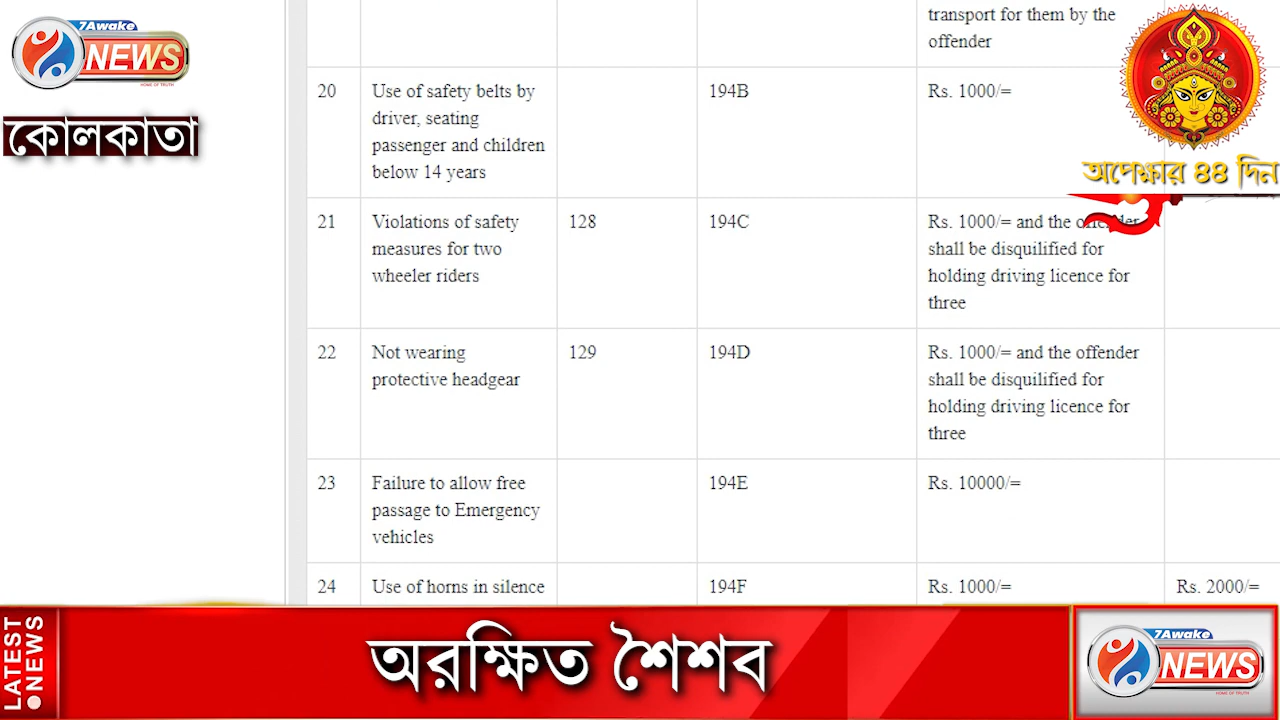 7Awake
NEWS
HOME OF TRUTH
কোলকাতা
transport for them by the
offender
অপেক্ষার ৪৪ দিন
20 Use of safety belts by 194B Rs. 1000/=
driver, seating
passenger and children
below 14 years
21 Violations of safety 128 194C Rs. 1000/= and the offender
measures for two shall be disquilified for
wheeler riders holding driving licence for
three
22 Not wearing 129 194D Rs. 1000/= and the offender
protective headgear shall be disquilified for
holding driving licence for
three
23 Failure to allow free 194E Rs. 10000/=
passage to Emergency
vehicles
24 Use of horns in silence 194F Rs. 1000/= Rs. 2000/=
LATEST
NEWS
অরক্ষিত শৈশব
7Awake
NEWS
HOME OF TRUTH